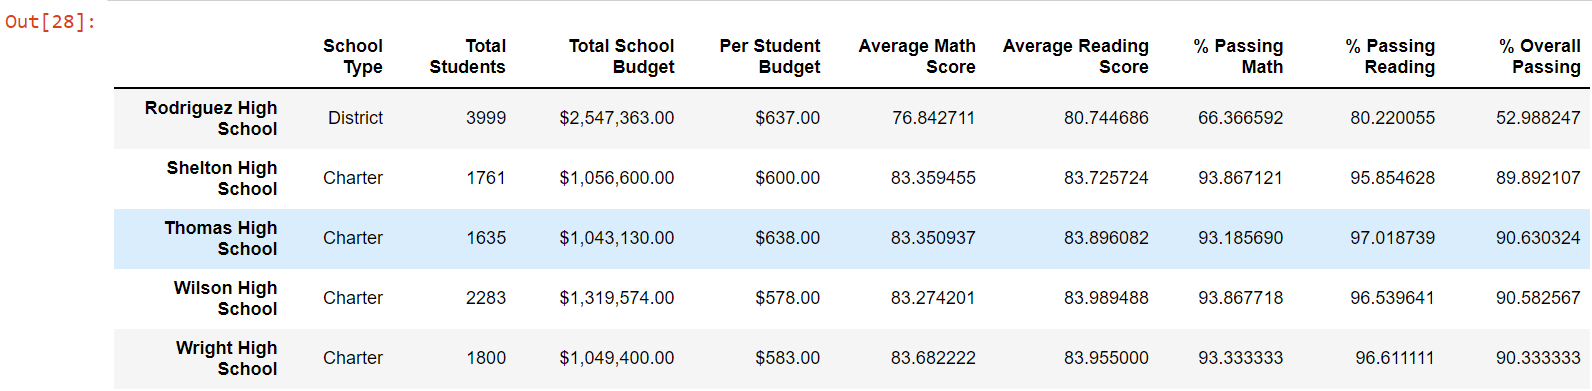 Out[28]:
School Type Total Students Total School Budget Per Student Budget Average Math Score Average Reading Score % Passing Math % Passing Reading % Overall Passing
Rodriguez High School District 3999 $2,547,363.00 $637.00 76.842711 80.744686 66.366592 80.220055 52.988247
Shelton High School Charter 1761 $1,056,600.00 $600.00 83.359455 83.725724 93.867121 95.854628 89.892107
Thomas High School Charter 1635 $1,043,130.00 $638.00 83.350937 83.896082 93.185690 97.018739 90.630324
Wilson High School Charter 2283 $1,319,574.00 $578.00 83.274201 83.989488 93.867718 96.539641 90.582567
Wright High School Charter 1800 $1,049,400.00 $583.00 83.682222 83.955000 93.333333 96.611111 90.333333